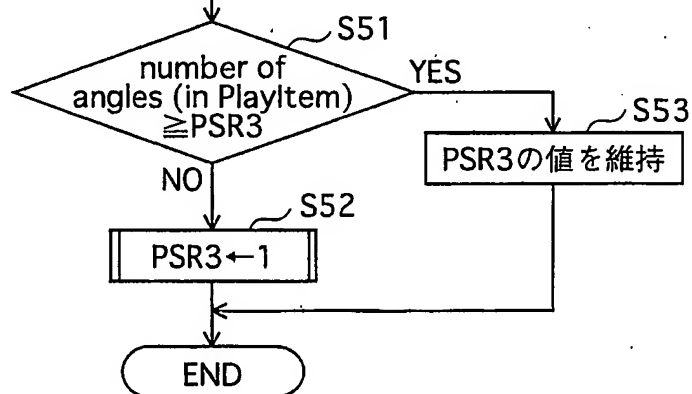 S51
number of
angles (in PlayItem)
≧PSR3
YES
S53
PSR3の値を維持
NO
S52
PSR3←1
END